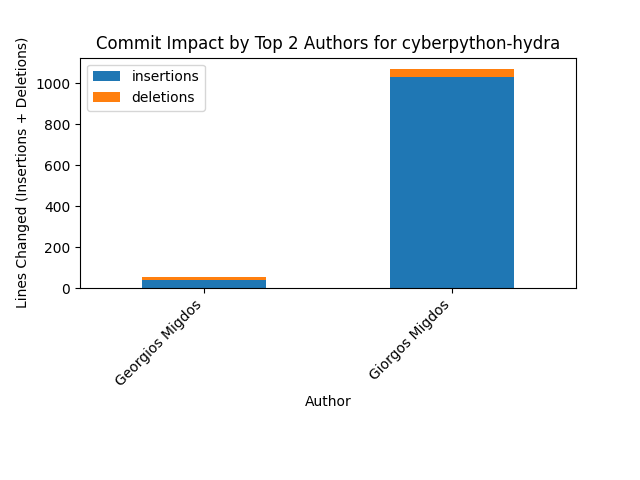 Commit Impact by Top 2 Authors for cyberpython-hydra
Lines Changed (Insertions + Deletions)
1000
800
600
400
200
0
insertions
deletions
Georgios Migdos
Giorgos Migdos
Author